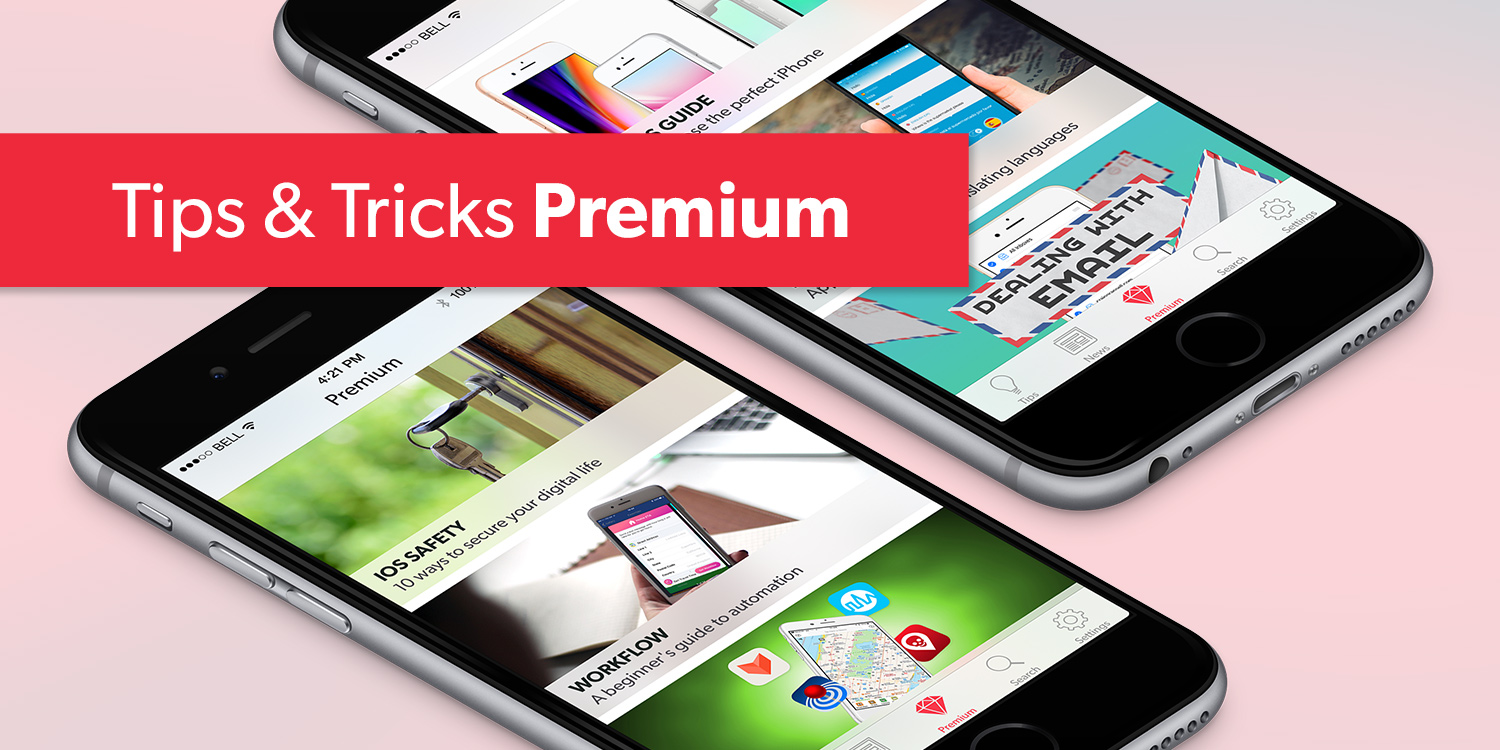 BELL
S GUIDE
se the perfect iPhone
slating languages
All Inboxes
DEALING WITH
EMAIL
Tips
News
Premium
Search
Settings
Tips & Tricks Premium
BELL
4:21 PM
100
Premium
IOS SAFETY
10 ways to secure your digital life
WORKFLOW
A beginner's guide to automation
Premium
Search
Settings